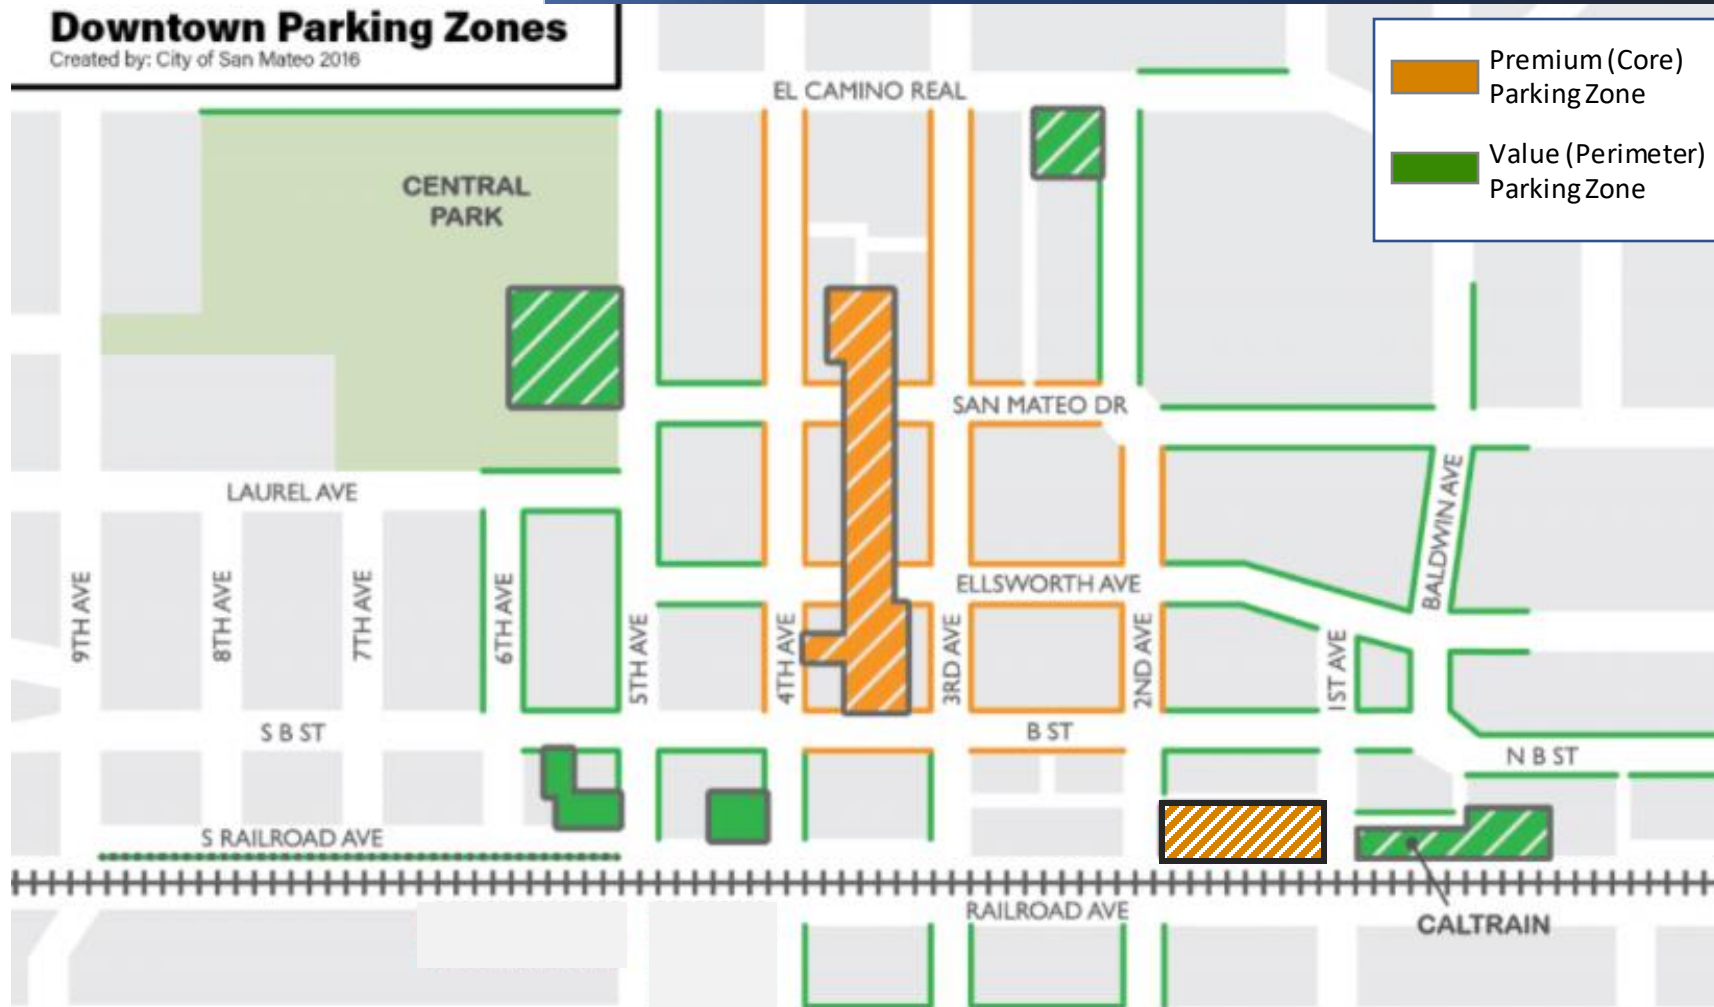 Downtown Parking Zones
Created by: City of San Mateo 2016
Premium (Core)
Parking Zone
Value (Perimeter)
Parking Zone
EL CAMINO REAL
CENTRAL
PARK
SAN MATEO DR
LAUREL AVE
BALDWIN AVE
ELLSWORTH AVE
9TH AVE
8TH AVE
7TH AVE
6TH AVE
5TH AVE
4TH AVE
3RD AVE
2ND AVE
1ST AVE
S B ST
B ST
N B ST
S RAILROAD AVE
RAILROAD AVE
CALTRAIN